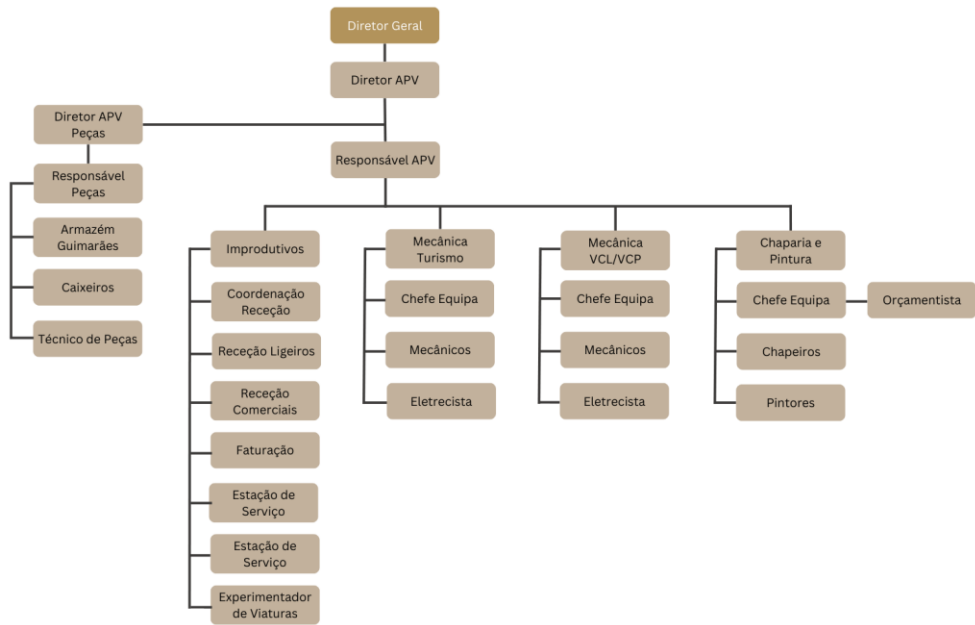 Diretor Geral
Diretor APV
Diretor APV
Peças
Responsável APV
Responsável
Peças
Armazém
Guimarães
Caixeiros
Técnico de Peças
Improdutivos
Coordenação
Receção
Receção Ligeiros
Receção
Comerciais
Faturação
Estação de
Serviço
Estação de
Serviço
Experimentador
de Viaturas
Mecânica
Turismo
Chefe Equipa
Mecânicos
Eletrecista
Mecânica
VCL/VCP
Chefe Equipa
Mecânicos
Eletrecista
Chaparia e
Pintura
Chefe Equipa
Orçamentista
Chapeiros
Pintores